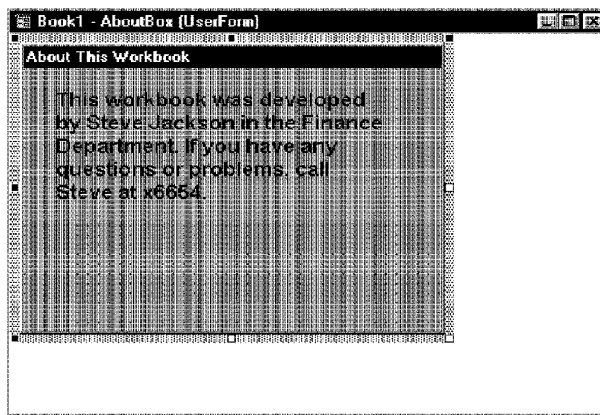 Book1 - AboutBox (UserForm)
About This Workbook
This workbook was developed
by Steve Jackson in the Finance
Department. If you have any
questions or problems, call
Steve at x6654.